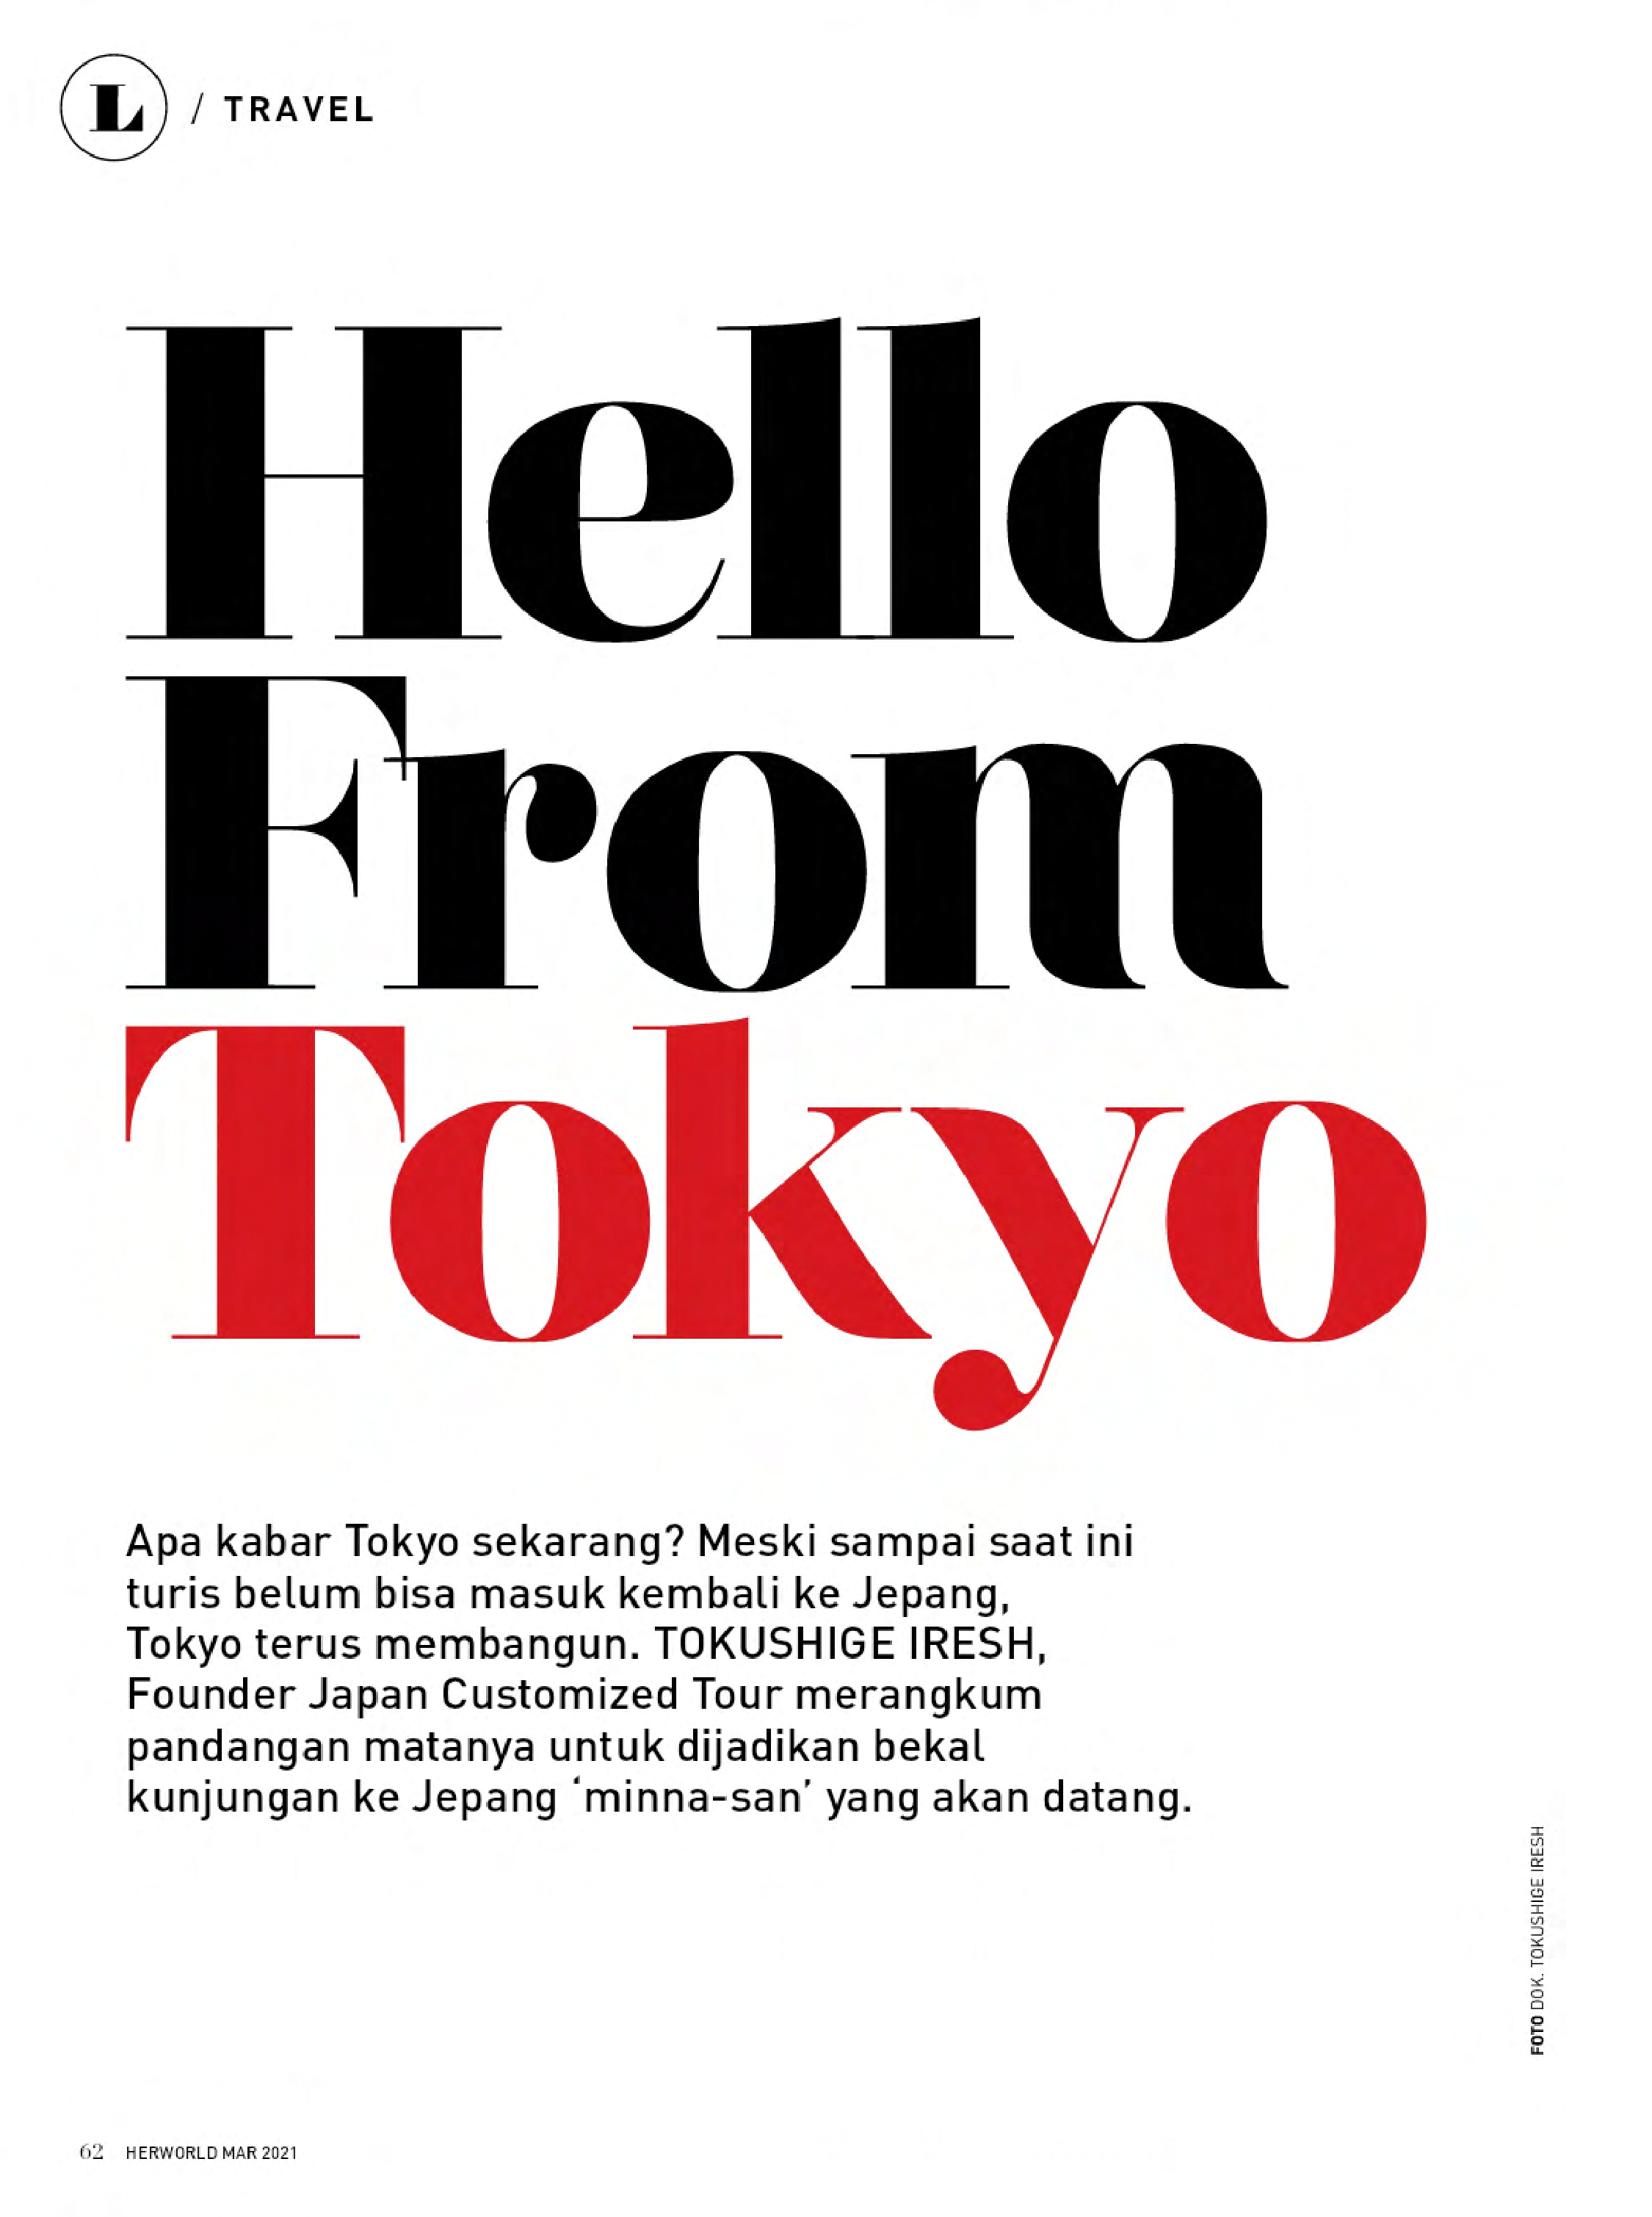 L / TRAVEL
Hello
From
Tokyo
Apa kabar Tokyo sekarang? Meski sampai saat ini
turis belum bisa masuk kembali ke Jepang,
Tokyo terus membangun. TOKUSHIGE IRESH,
Founder Japan Customized Tour merangkum
pandangan matanya untuk dijadikan bekal
kunjungan ke Jepang ‘minna-san’ yang akan datang.
FOTO DOK. TOKUSHIGE IRESH
62 HERWORLD MAR 2021